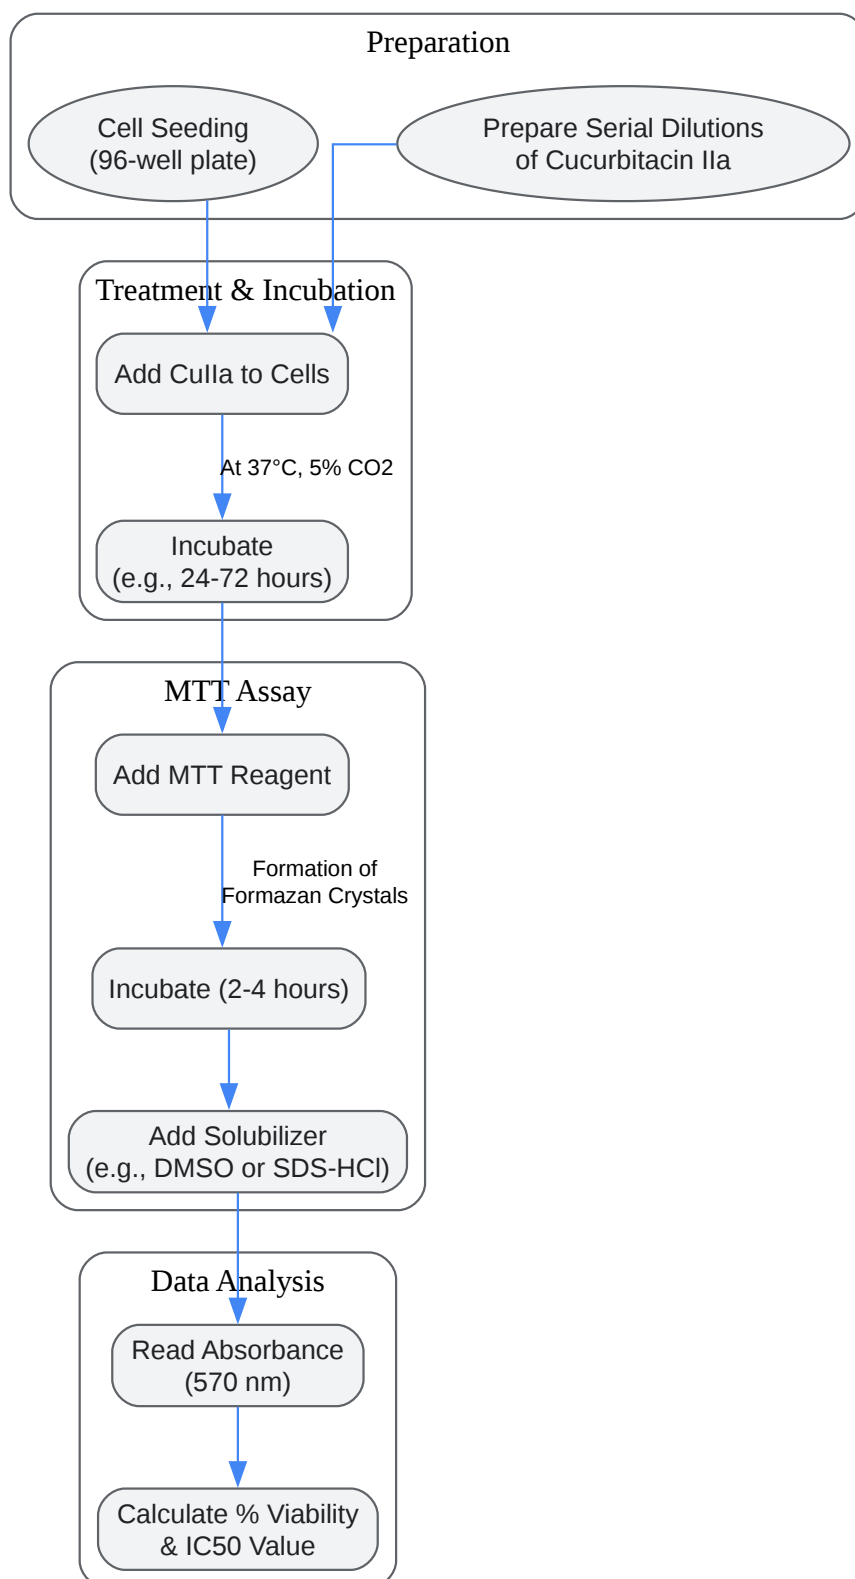 Preparation
Cell Seeding
(96-well plate)
Prepare Serial Dilutions
of Cucurbitacin IIa
Treatment & Incubation
Add CuIIa to Cells
At 37°C, 5% CO2
Incubate
(e.g., 24-72 hours)
MTT Assay
Add MTT Reagent
Formation of
Formazan Crystals
Incubate (2-4 hours)
Add Solubilizer
(e.g., DMSO or SDS-HCl)
Data Analysis
Read Absorbance
(570 nm)
Calculate % Viability
& IC50 Value